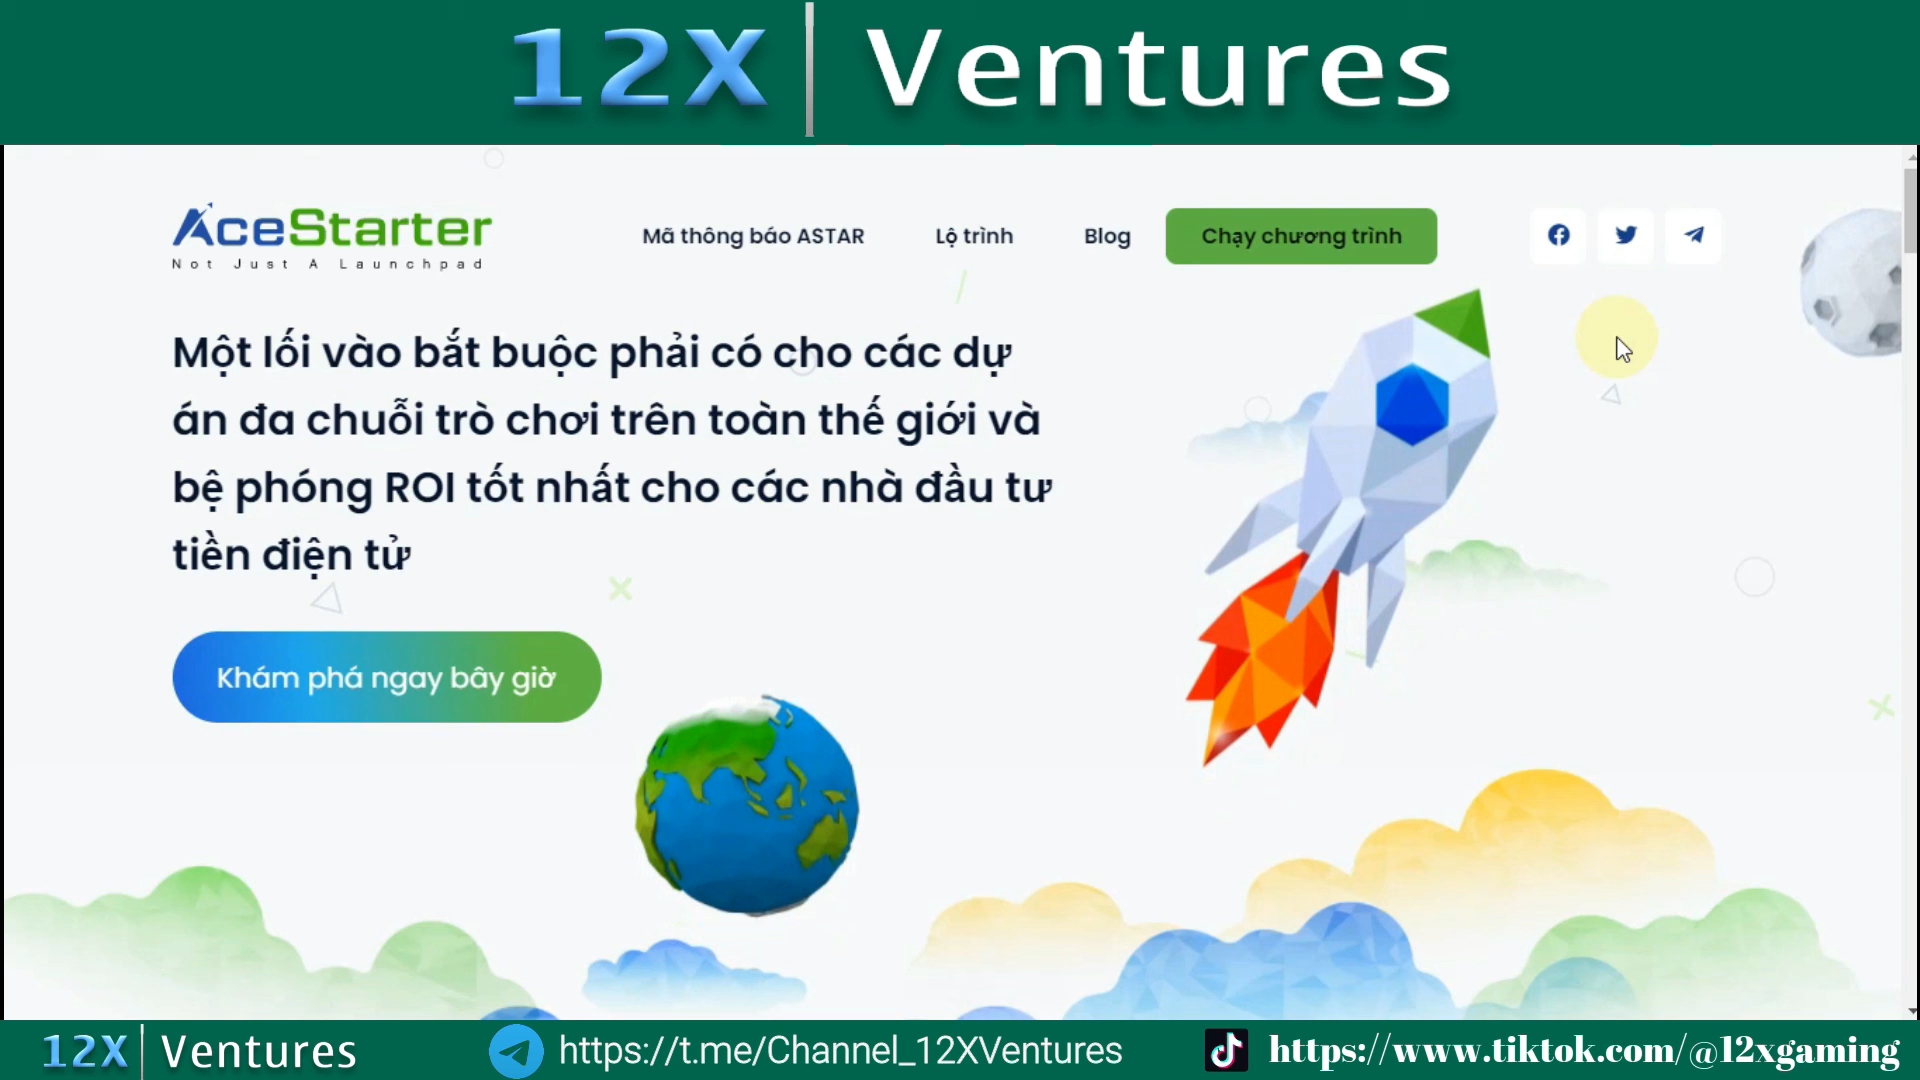 12X | Ventures
AceStarter
Not Just A Launchpad
Mã thông báo ASTAR
Lộ trình
Blog
Chạy chương trình
Một lối vào bắt buộc phải có cho các dự
án đa chuỗi trò chơi trên toàn thế giới và
bệ phóng ROI tốt nhất cho các nhà đầu tư
tiền điện tử
Khám phá ngay bây giờ
12X | Ventures
https://t.me/Channel_12XVentures
https://www.tiktok.com/@12xgaming